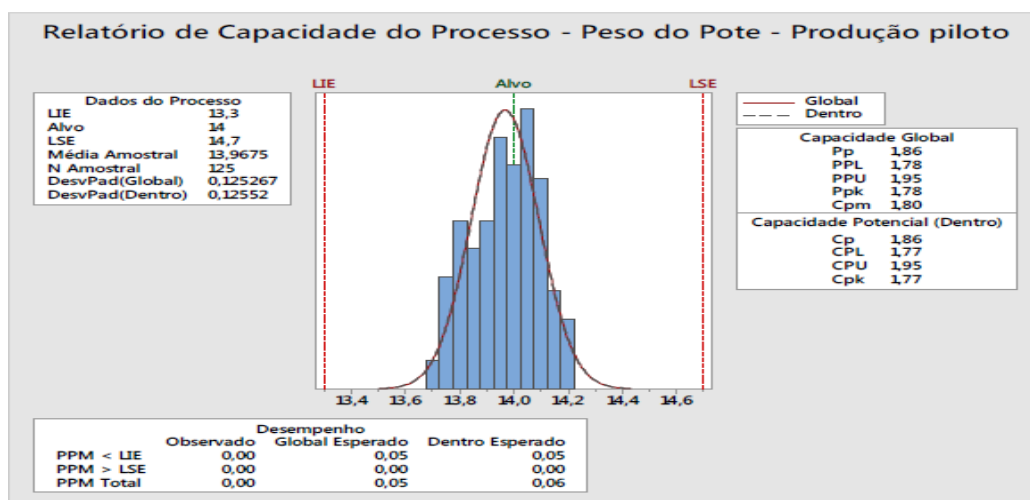 Relatório de Capacidade do Processo - Peso do Pote - Produção piloto
LIE Alvo LSE
Dados do Processo
LIE 13,3
Alvo 14
LSE 14,7
Média Amostral 13,9675
N Amostral 125
DesvPad(Global) 0,125267
DesvPad(Dentro) 0,12552
Global
Dentro
Capacidade Global
Pp 1,86
PPL 1,78
PPU 1,95
Ppk 1,78
Cpm 1,80
Capacidade Potencial (Dentro)
Cp 1,86
CPL 1,77
CPU 1,95
Cpk 1,77
13,4 13,6 13,8 14,0 14,2 14,4 14,6
Desempenho
Observado Global Esperado Dentro Esperado
PPM < LIE 0,00 0,05 0,05
PPM > LSE 0,00 0,00 0,00
PPM Total 0,00 0,05 0,06